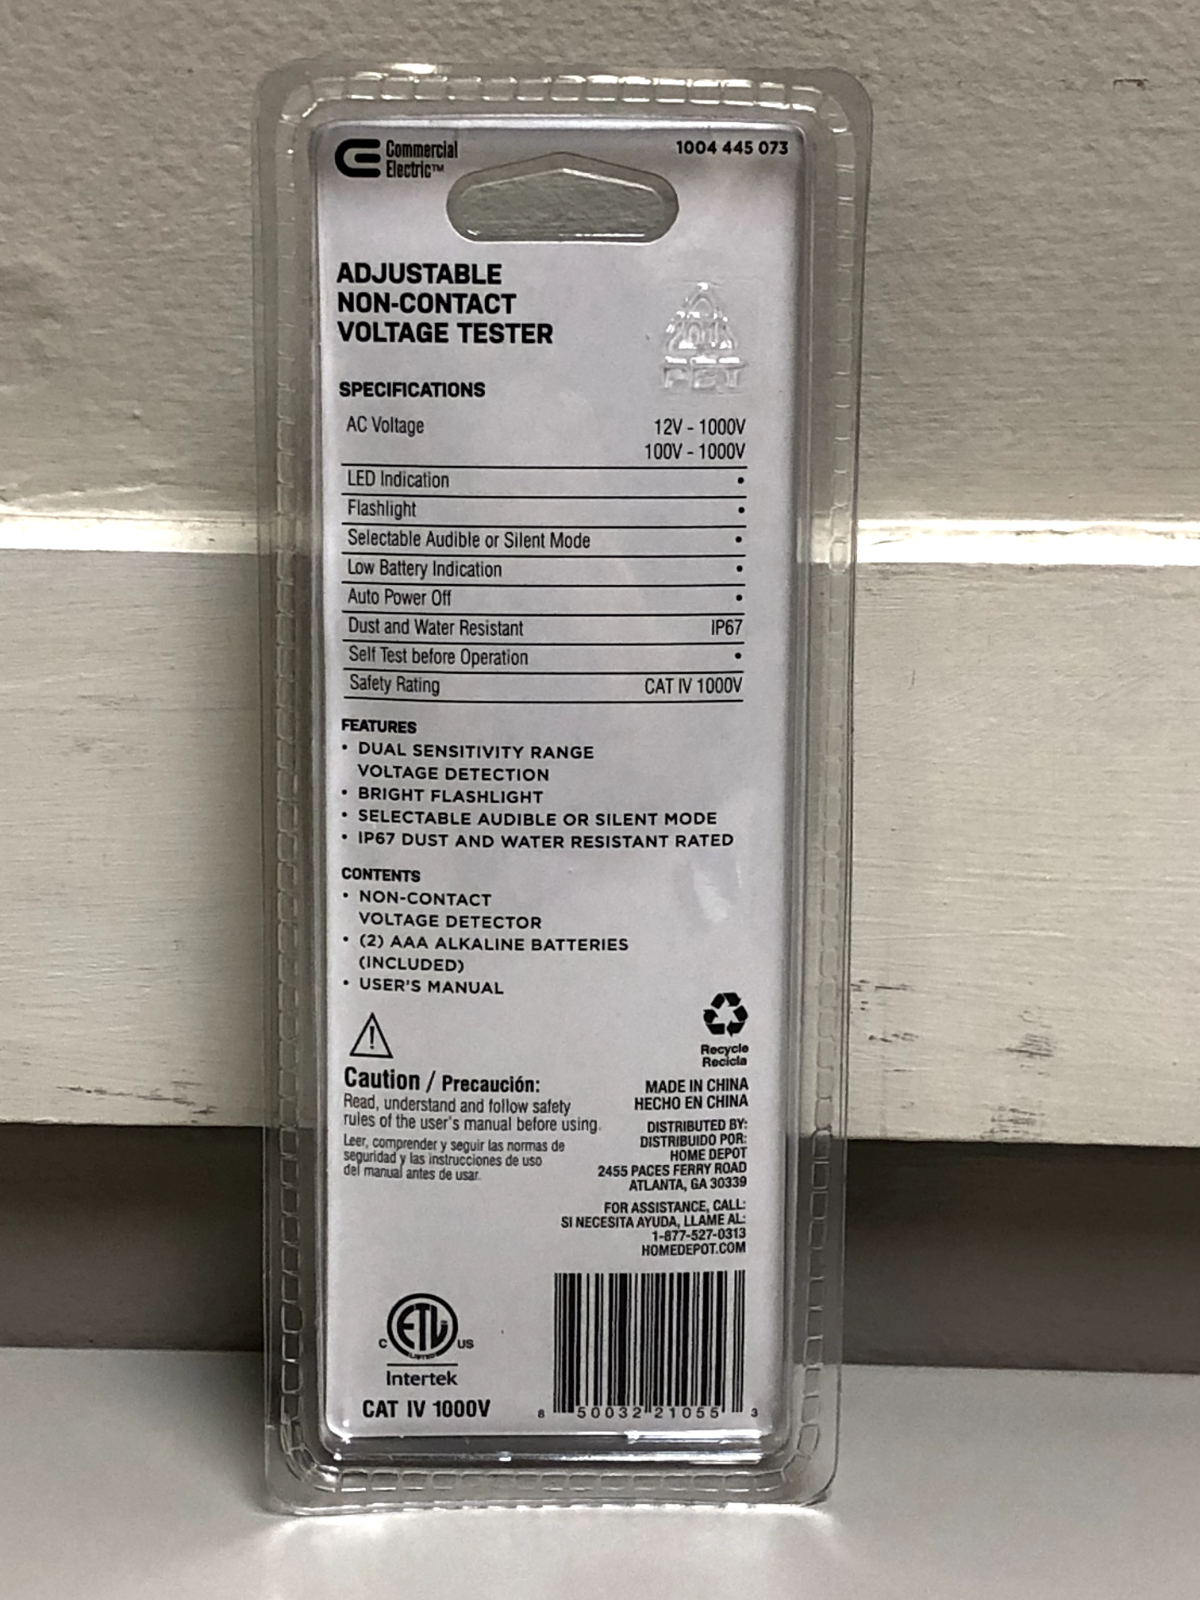 Commercial
Electric™
1004 445 073
ADJUSTABLE
NON-CONTACT
VOLTAGE TESTER
01
PET
SPECIFICATIONS
AC Voltage 12V - 1000V
100V - 1000V
LED Indication •
Flashlight •
Selectable Audible or Silent Mode •
Low Battery Indication •
Auto Power Off •
Dust and Water Resistant IP67
Self Test before Operation •
Safety Rating CAT IV 1000V
FEATURES
• DUAL SENSITIVITY RANGE
VOLTAGE DETECTION
• BRIGHT FLASHLIGHT
• SELECTABLE AUDIBLE OR SILENT MODE
• IP67 DUST AND WATER RESISTANT RATED
CONTENTS
• NON-CONTACT
VOLTAGE DETECTOR
• (2) AAA ALKALINE BATTERIES
(INCLUDED)
• USER'S MANUAL
!
Caution / Precaución:
Read, understand and follow safety
rules of the user's manual before using.
Leer, comprender y seguir las normas de
seguridad y las instrucciones de uso
del manual antes de usar.
Recycle
Recicla
MADE IN CHINA
HECHO EN CHINA
DISTRIBUTED BY:
DISTRIBUIDO POR:
HOME DEPOT
2455 PACES FERRY ROAD
ATLANTA, GA 30339
FOR ASSISTANCE, CALL:
SI NECESITA AYUDA, LLAME AL:
1-877-527-0313
HOMEDEPOT.COM
C ETL US
LISTED
Intertek
CAT IV 1000V
8 50032 21055 3